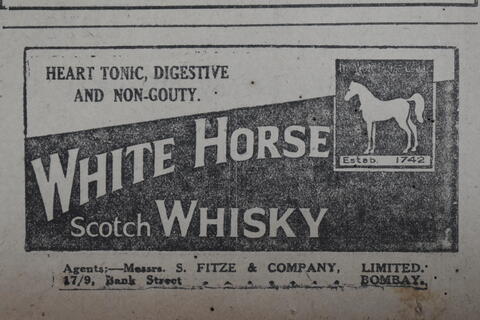 HEART TONIC, DIGESTIVE
AND NON-GOUTY.
WHITE HORSE
Estab. 1742
Scotch WHISKY
Agents:—Messrs. S. FITZE & COMPANY, LIMITED.
17/9, Bank Street BOMBAY.